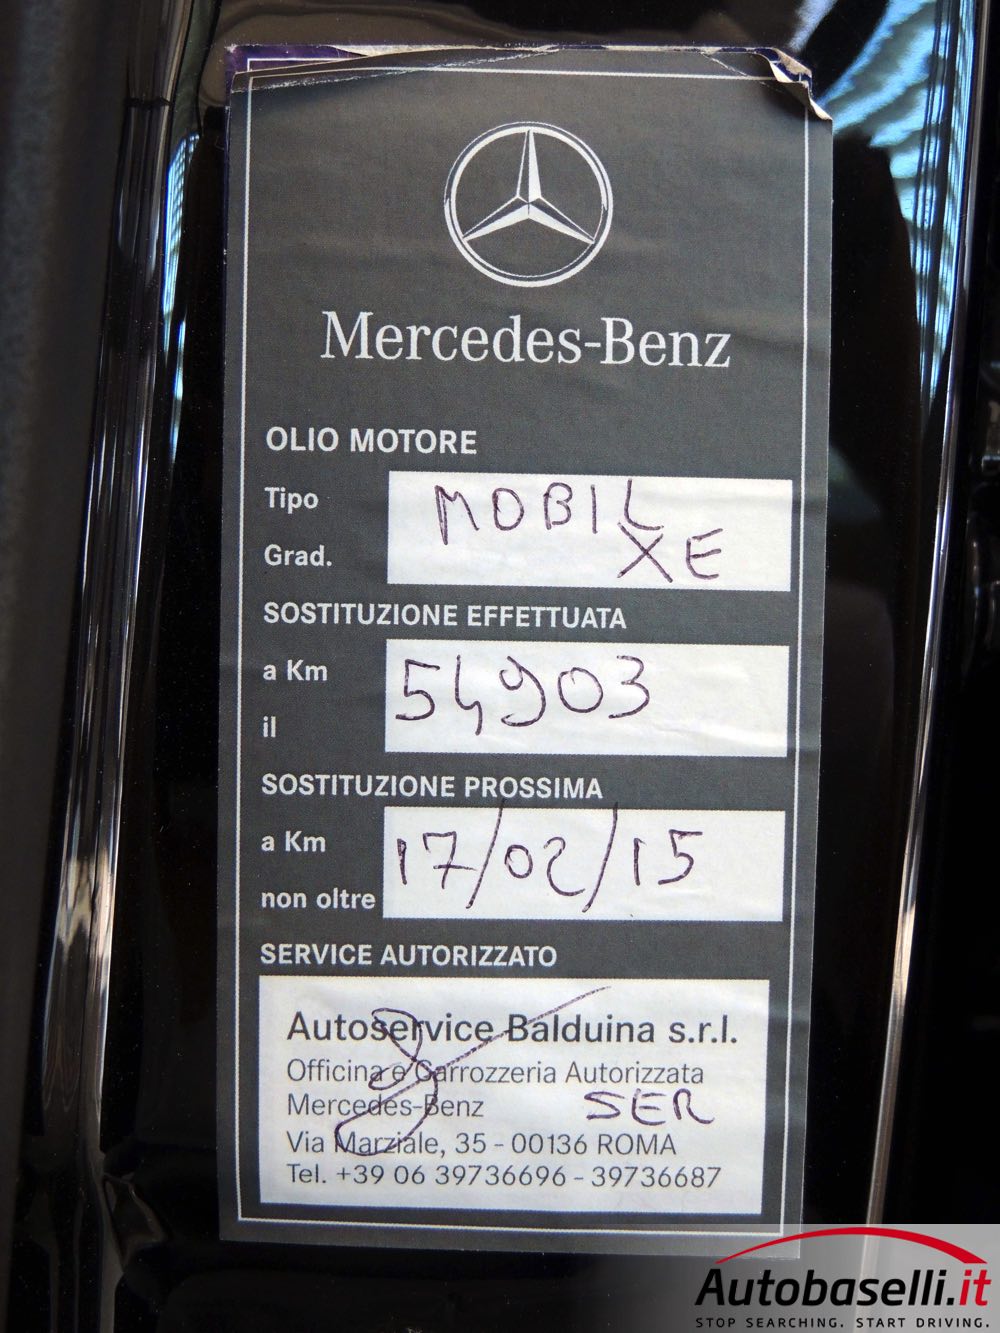 Mercedes-Benz
OLIO MOTORE
Tipo MOBIL
Grad. XE
SOSTITUZIONE EFFETTUATA
a Km 54903
il
SOSTITUZIONE PROSSIMA
a Km 17/02/15
non oltre
SERVICE AUTORIZZATO
Autoservice Balduina s.r.l.
Officina e Carrozzeria Autorizzata
Mercedes-Benz SER
Via Marziale, 35 - 00136 ROMA
Tel. +39 06 39736696 - 39736687
Autobaselli.it
STOP SEARCHING. START DRIVING.